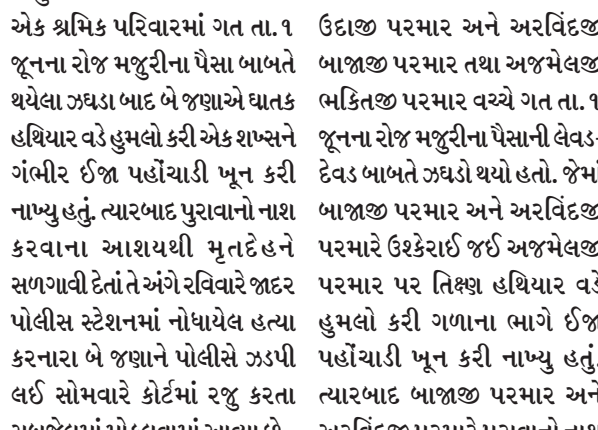 એક શ્રમિક પરિવારમાં ગત તા. ૧
જૂનના રોજ મજુરીના પૈસા બાબતે
થયેલા ઝઘડા બાદ બે જણાએ ઘાતક
હથિયાર વડે હુમલો કરી એક શખ્સને
ગંભીર ઈજા પહોંચાડી ખૂન કરી
નાખ્યુ હતું. ત્યારબાદ પુરાવાનો નાશ
કરવાના આશયથી મૃતદેહને
સળગાવી દેતાં તે અંગે રવિવારે જાદર
પોલીસ સ્ટેશનમાં નોધાયેલ હત્યા
કરનારા બે જણાને પોલીસે ઝડપી
લઈ સોમવારે કોર્ટમાં રજુ કરતા
ઉદાજી પરમાર અને અરવિંદજી
બાજાજી પરમાર તથા અજમેલજી
ભકિતજી પરમાર વચ્ચે ગત તા. ૧
જૂનના રોજ મજુરીના પૈસાની લેવડ-
દેવડ બાબતે ઝઘડો થયો હતો. જેમાં
બાજાજી પરમાર અને અરવિંદજી
પરમારે ઉશ્કેરાઈ જઈ અજમેલજી
પરમાર પર તિક્ષ્ણ હથિયાર વડે
હુમલો કરી ગળાના ભાગે ઈજા
પહોંચાડી ખૂન કરી નાખ્યુ હતું.
ત્યારબાદ બાજાજી પરમાર અને